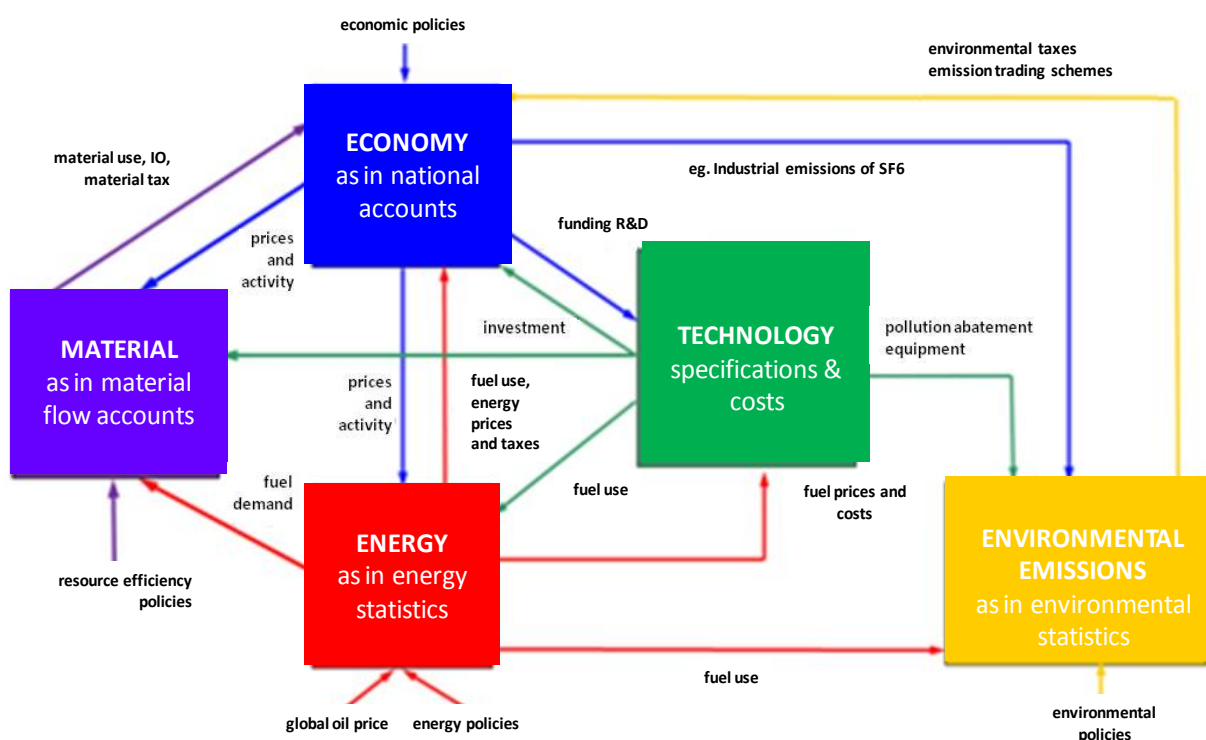 economic policies
environmental taxes
emission trading schemes
ECONOMY
as in national
accounts
material use, IO,
material tax
eg. Industrial emissions of SF6
funding R&D
prices
and
activity
TECHNOLOGY
specifications &
costs
investment
pollution abatement
equipment
MATERIAL
as in material
flow accounts
prices
and
activity
fuel use,
energy
prices
and taxes
fuel
demand
fuel use
fuel prices and
costs
ENERGY
as in energy
statistics
ENVIRONMENTAL
EMISSIONS
as in environmental
statistics
resource efficiency
policies
fuel use
global oil price
energy policies
environmental
policies